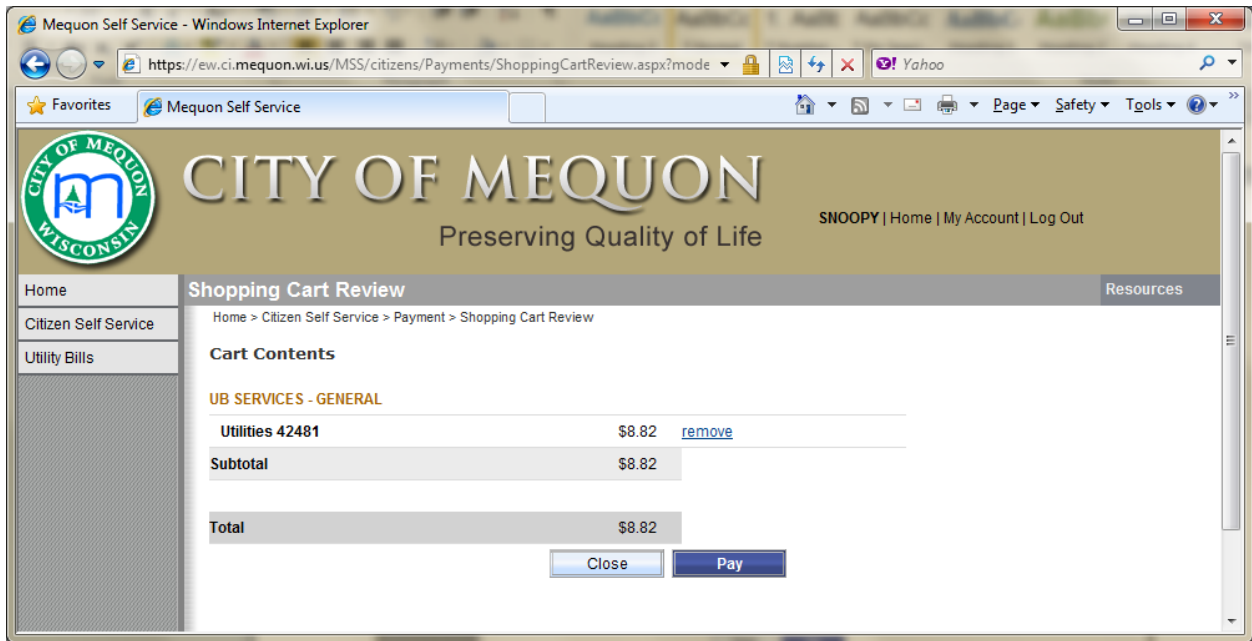 Mequon Self Service - Windows Internet Explorer
https://ew.ci.mequon.wi.us/MSS/citizens/Payments/ShoppingCartReview.aspx?mode
Yahoo
Favorites
Mequon Self Service
Page Safety Tools
CITY OF MEQUON
WISCONSIN
CITY OF MEQUON
Preserving Quality of Life
SNOOPY | Home | My Account | Log Out
Home
Shopping Cart Review
Resources
Citizen Self Service
Home > Citizen Self Service > Payment > Shopping Cart Review
Utility Bills
Cart Contents
UB SERVICES - GENERAL
Utilities 42481 $8.82 remove
Subtotal $8.82
Total $8.82
Close Pay